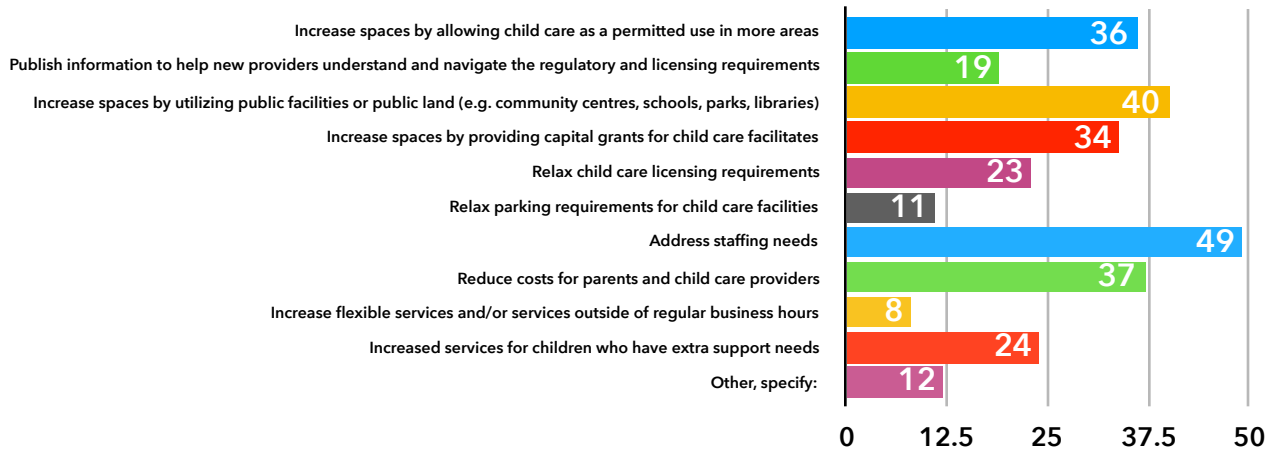 Increase spaces by allowing child care as a permitted use in more areas 36
Publish information to help new providers understand and navigate the regulatory and licensing requirements 19
Increase spaces by utilizing public facilities or public land (e.g. community centres, schools, parks, libraries) 40
Increase spaces by providing capital grants for child care facilitates 34
Relax child care licensing requirements 23
Relax parking requirements for child care facilities 11
Address staffing needs 49
Reduce costs for parents and child care providers 37
Increase flexible services and/or services outside of regular business hours 8
Increased services for children who have extra support needs 24
Other, specify: 12
0 12.5 25 37.5 50